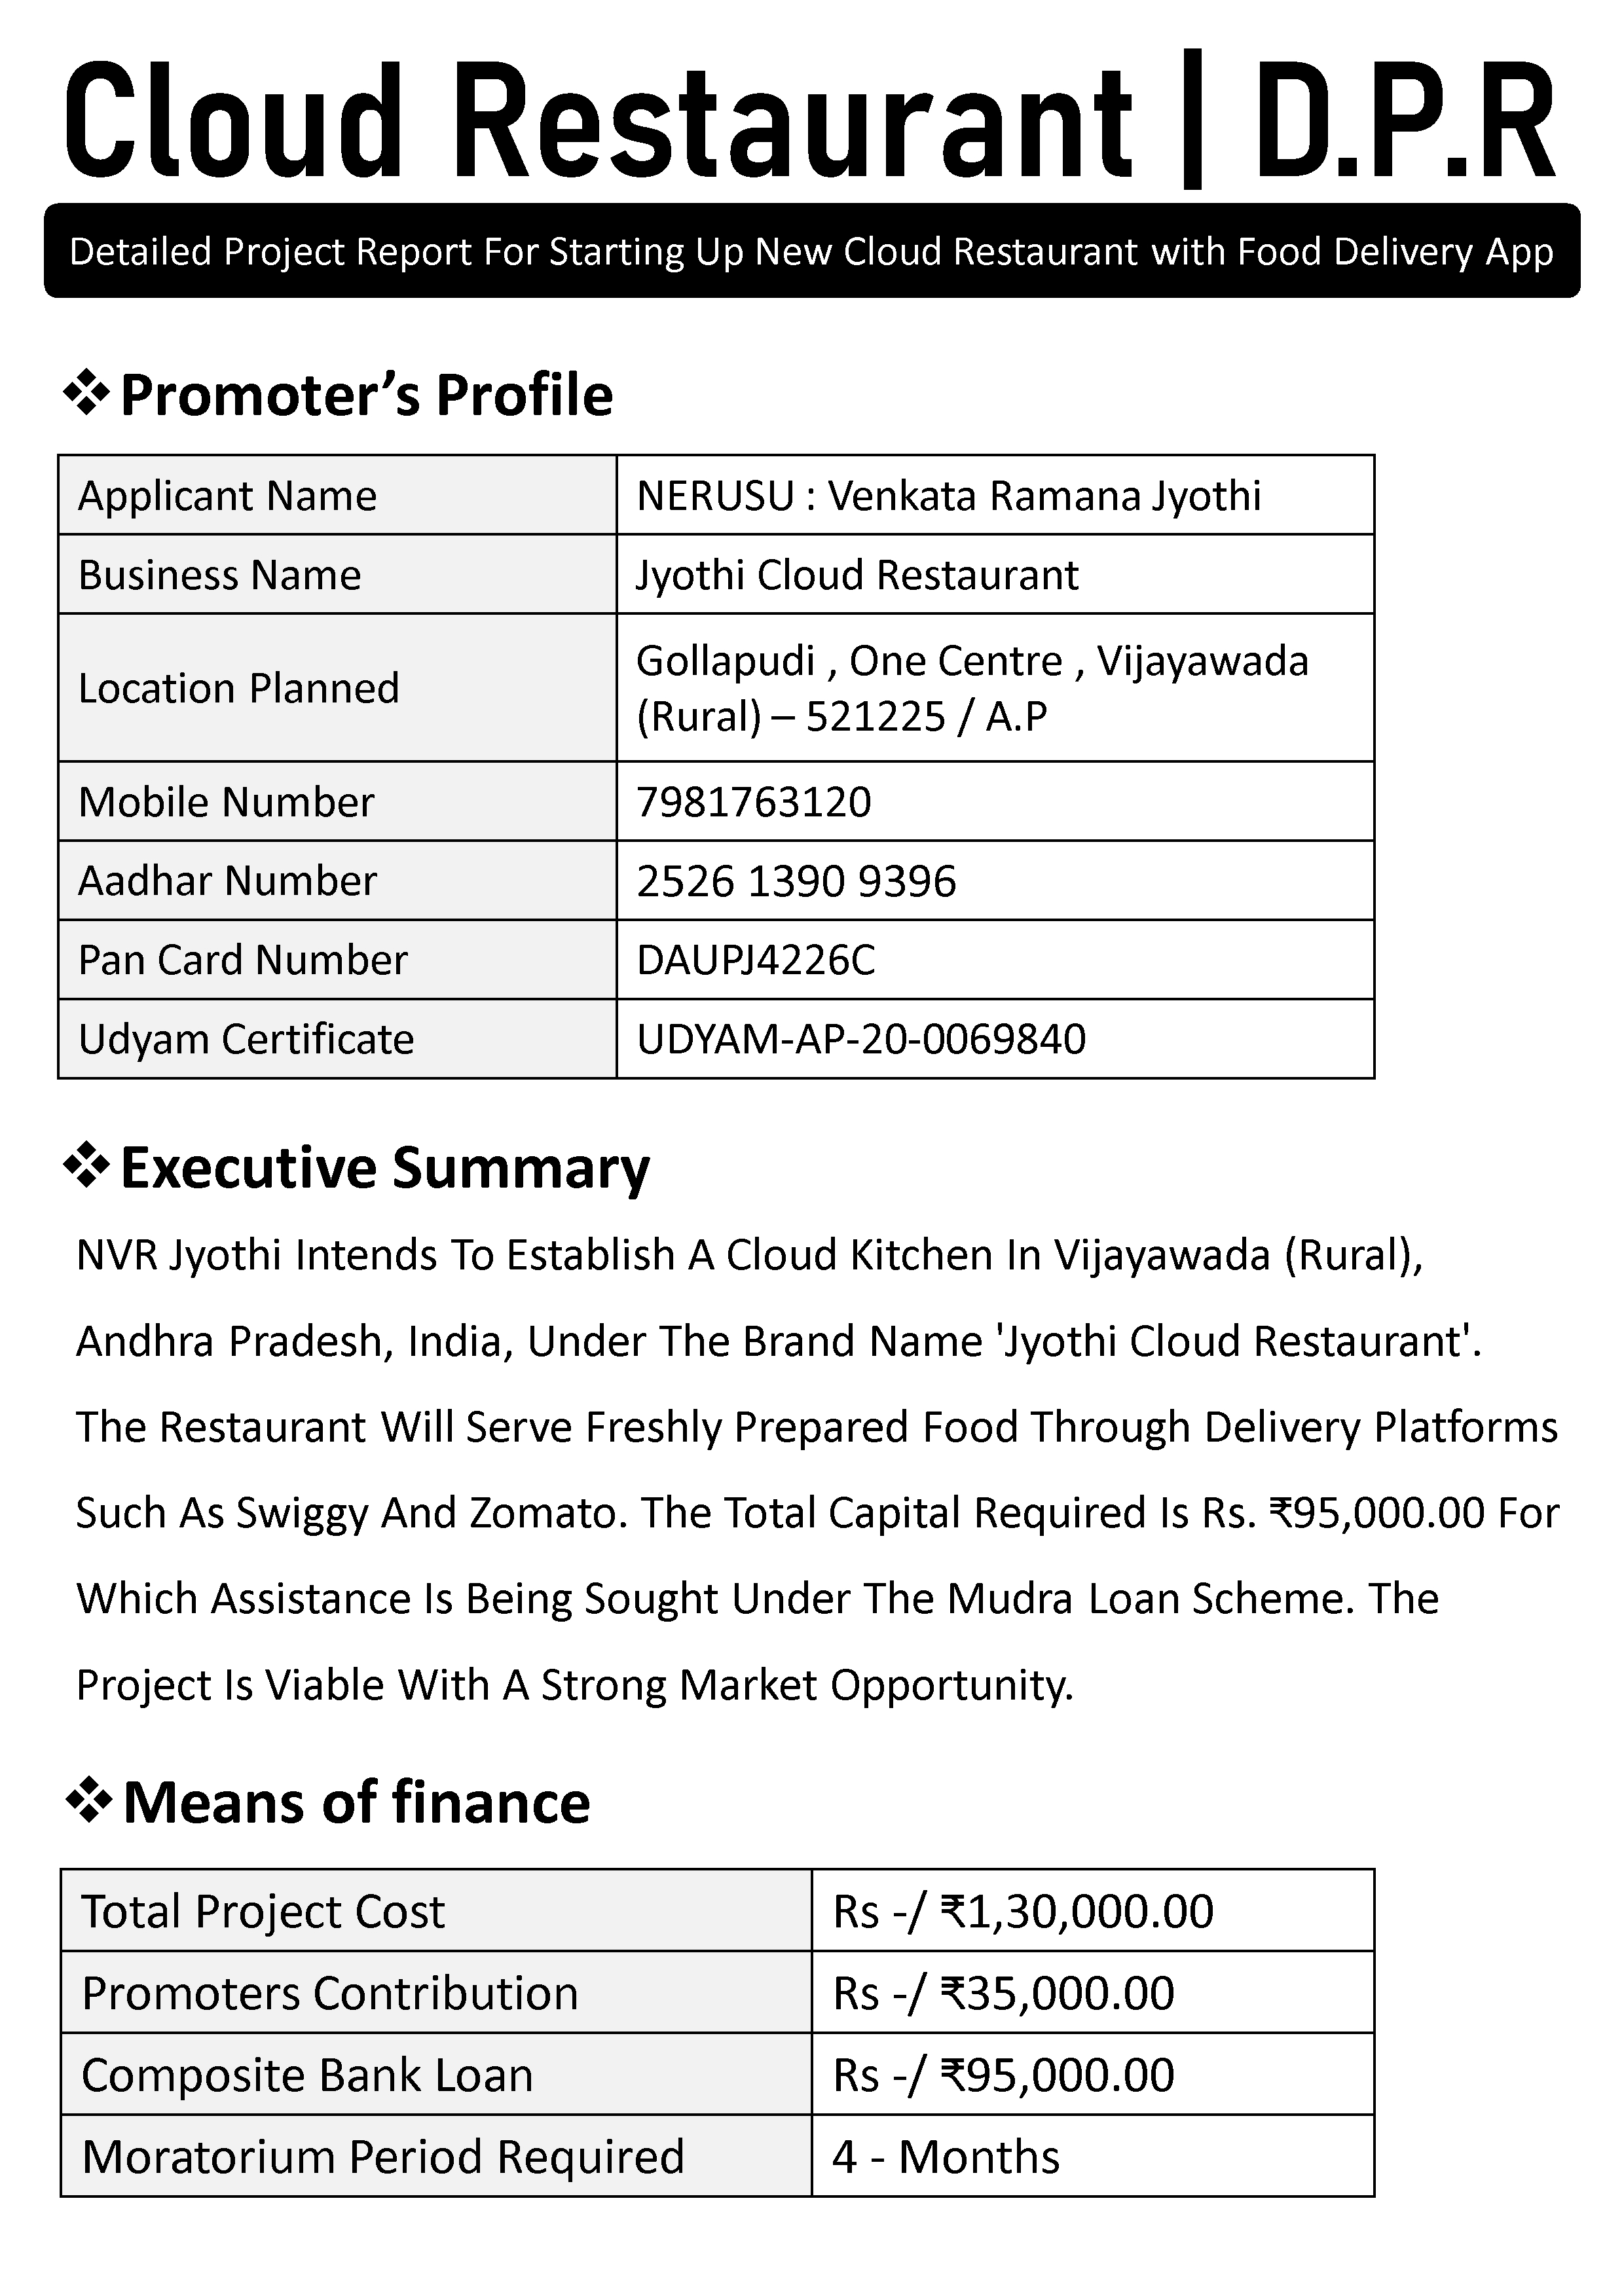 Cloud Restaurant | D.P.R
Detailed Project Report For Starting Up New Cloud Restaurant with Food Delivery App
❖ Promoter’s Profile
Applicant Name NERUSU : Venkata Ramana Jyothi
Business Name Jyothi Cloud Restaurant
Location Planned Gollapudi , One Centre , Vijayawada
(Rural) – 521225 / A.P
Mobile Number 7981763120
Aadhar Number 2526 1390 9396
Pan Card Number DAUPJ4226C
Udyam Certificate UDYAM-AP-20-0069840
❖ Executive Summary
NVR Jyothi Intends To Establish A Cloud Kitchen In Vijayawada (Rural),
Andhra Pradesh, India, Under The Brand Name 'Jyothi Cloud Restaurant'.
The Restaurant Will Serve Freshly Prepared Food Through Delivery Platforms
Such As Swiggy And Zomato. The Total Capital Required Is Rs. ₹95,000.00 For
Which Assistance Is Being Sought Under The Mudra Loan Scheme. The
Project Is Viable With A Strong Market Opportunity.
❖ Means of finance
Total Project Cost Rs -/ ₹1,30,000.00
Promoters Contribution Rs -/ ₹35,000.00
Composite Bank Loan Rs -/ ₹95,000.00
Moratorium Period Required 4 - Months